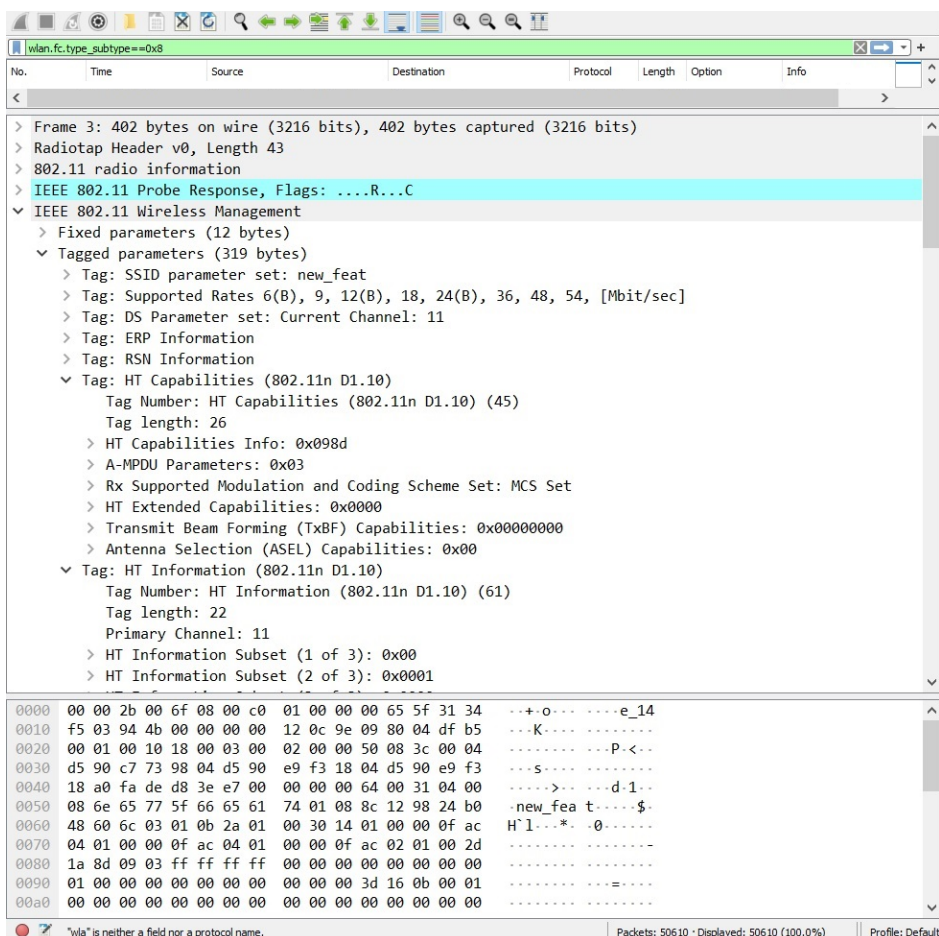 wlan.fc.type_subtype==0x8
No. Time Source Destination Protocol Length Option Info
Frame 3: 402 bytes on wire (3216 bits), 402 bytes captured (3216 bits)
Radiotap Header v0, Length 43
802.11 radio information
IEEE 802.11 Probe Response, Flags: ....R...C
IEEE 802.11 Wireless Management
Fixed parameters (12 bytes)
Tagged parameters (319 bytes)
Tag: SSID parameter set: new_feat
Tag: Supported Rates 6(B), 9, 12(B), 18, 24(B), 36, 48, 54, [Mbit/sec]
Tag: DS Parameter set: Current Channel: 11
Tag: ERP Information
Tag: RSN Information
Tag: HT Capabilities (802.11n D1.10)
Tag Number: HT Capabilities (802.11n D1.10) (45)
Tag length: 26
HT Capabilities Info: 0x098d
A-MPDU Parameters: 0x03
Rx Supported Modulation and Coding Scheme Set: MCS Set
HT Extended Capabilities: 0x0000
Transmit Beam Forming (TxBF) Capabilities: 0x00000000
Antenna Selection (ASEL) Capabilities: 0x00
Tag: HT Information (802.11n D1.10)
Tag Number: HT Information (802.11n D1.10) (61)
Tag length: 22
Primary Channel: 11
HT Information Subset (1 of 3): 0x00
HT Information Subset (2 of 3): 0x0001
0000 00 00 2b 00 6f 08 00 c0 01 00 00 00 65 5f 31 34 ··+·o··· ····e_14
0010 f5 03 94 4b 00 00 00 00 12 0c 9e 09 80 04 df b5 ···K···· ········
0020 00 01 00 10 18 00 03 00 02 00 00 50 08 3c 00 04 ········ ···P·<··
0030 d5 90 c7 73 98 04 d5 90 e9 f3 18 04 d5 90 e9 f3 ···s···· ········
0040 18 a0 fa de d8 3e e7 00 00 00 00 64 00 31 04 00 ·····>·· ···d·1··
0050 08 6e 65 77 5f 66 65 61 74 01 08 8c 12 98 24 b0 ·new_fea t·····$·
0060 48 60 6c 03 01 0b 2a 01 00 30 14 01 00 00 0f ac H`l···*· ·0······
0070 04 01 00 00 0f ac 04 01 00 00 0f ac 02 01 00 2d ········ ·······-
0080 1a 8d 09 03 ff ff ff ff 00 00 00 00 00 00 00 00 ········ ········
0090 01 00 00 00 00 00 00 00 00 00 00 3d 16 0b 00 01 ········ ···=····
00a0 00 00 00 00 00 00 00 00 00 00 00 00 00 00 00 00 ········ ········
"wla" is neither a field nor a protocol name. Packets: 50610 · Displayed: 50610 (100.0%) Profile: Default